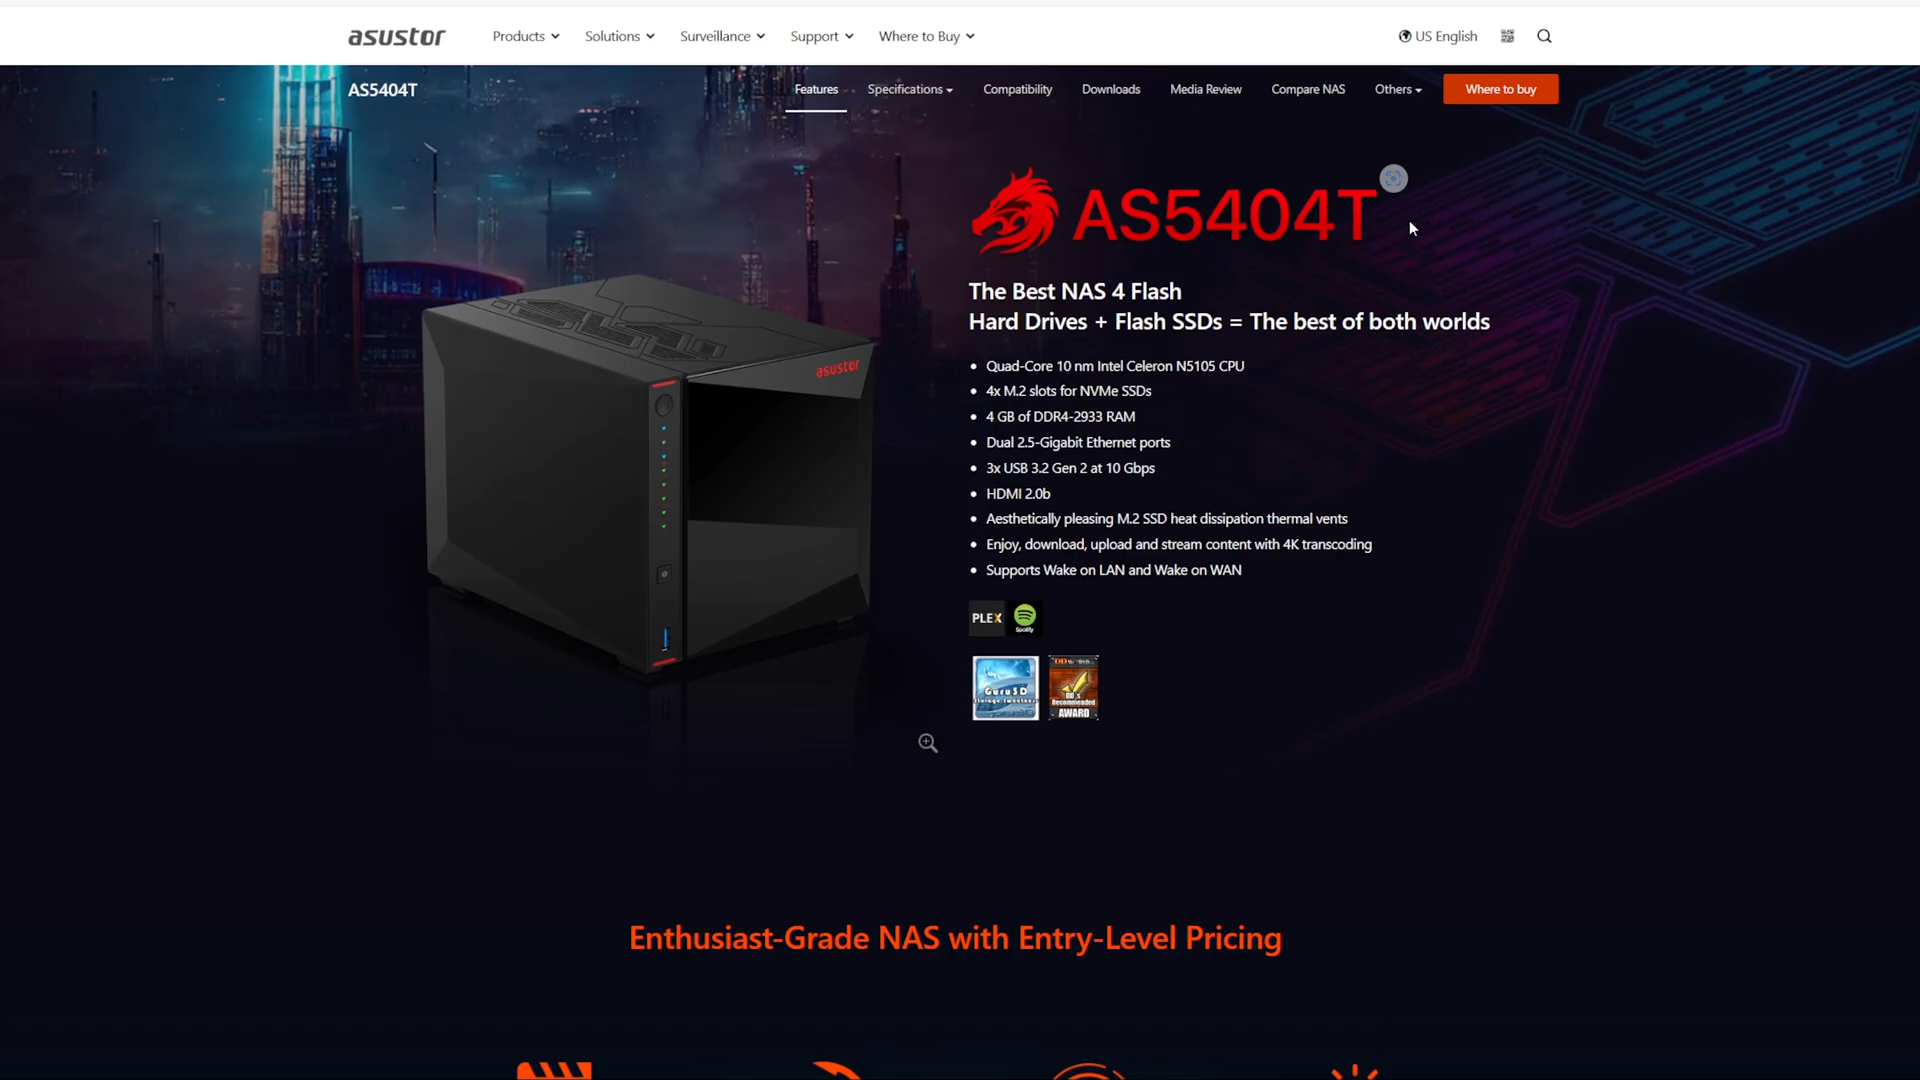 asustor
Products
Solutions
Surveillance
Support
Where to Buy
US English
AS5404T
Features
Specifications
Compatibility
Downloads
Media Review
Compare NAS
Others
Where to buy
AS5404T
The Best NAS 4 Flash
Hard Drives + Flash SSDs = The best of both worlds
asustor
• Quad-Core 10 nm Intel Celeron N5105 CPU
• 4x M.2 slots for NVMe SSDs
• 4 GB of DDR4-2933 RAM
• Dual 2.5-Gigabit Ethernet ports
• 3x USB 3.2 Gen 2 at 10 Gbps
• HDMI 2.0b
• Aesthetically pleasing M.2 SSD heat dissipation thermal vents
• Enjoy, download, upload and stream content with 4K transcoding
• Supports Wake on LAN and Wake on WAN
PLEX
Spotify
Guru3D
Recommended
AWARD
Enthusiast-Grade NAS with Entry-Level Pricing